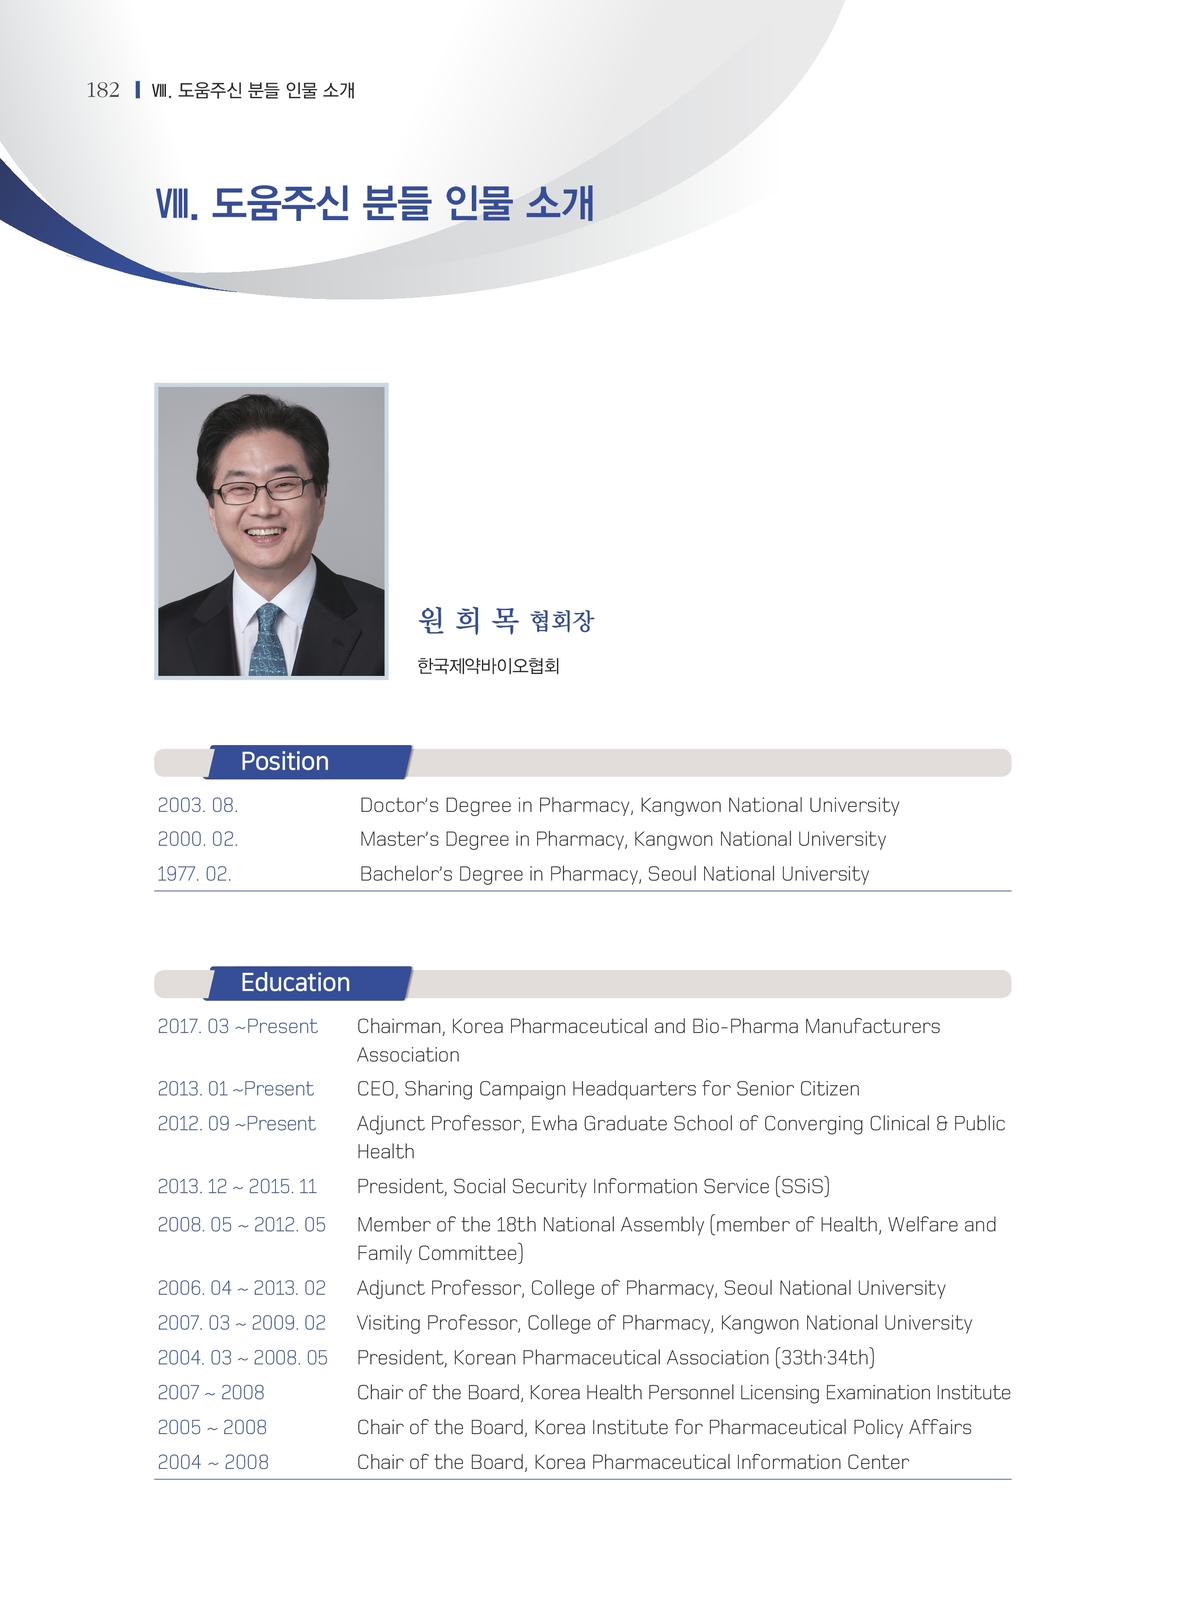 182 Ⅷ. 도움주신 분들 인물 소개
Ⅷ. 도움주신 분들 인물 소개
원 희 목 협회장
한국제약바이오협회
Position
2003. 08. Doctor's Degree in Pharmacy, Kangwon National University
2000. 02. Master's Degree in Pharmacy, Kangwon National University
1977. 02. Bachelor's Degree in Pharmacy, Seoul National University
Education
2017. 03 ~Present Chairman, Korea Pharmaceutical and Bio-Pharma Manufacturers
Association
2013. 01 ~Present CEO, Sharing Campaign Headquarters for Senior Citizen
2012. 09 ~Present Adjunct Professor, Ewha Graduate School of Converging Clinical & Public
Health
2013. 12 ~ 2015. 11 President, Social Security Information Service (SSiS)
2008. 05 ~ 2012. 05 Member of the 18th National Assembly (member of Health, Welfare and
Family Committee)
2006. 04 ~ 2013. 02 Adjunct Professor, College of Pharmacy, Seoul National University
2007. 03 ~ 2009. 02 Visiting Professor, College of Pharmacy, Kangwon National University
2004. 03 ~ 2008. 05 President, Korean Pharmaceutical Association (33th·34th)
2007 ~ 2008 Chair of the Board, Korea Health Personnel Licensing Examination Institute
2005 ~ 2008 Chair of the Board, Korea Institute for Pharmaceutical Policy Affairs
2004 ~ 2008 Chair of the Board, Korea Pharmaceutical Information Center